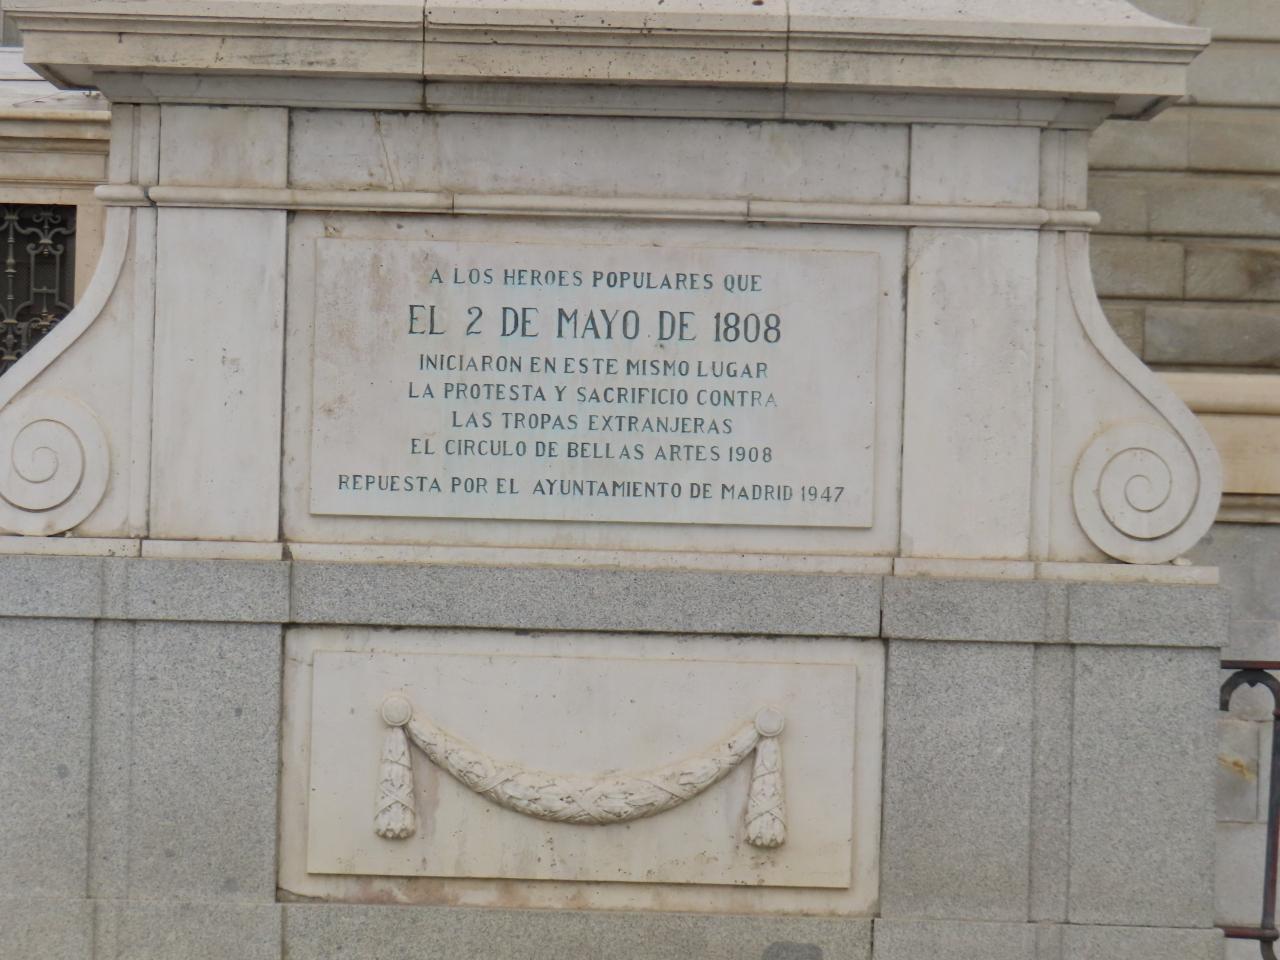 A LOS HEROES POPULARES QUE
EL 2 DE MAYO DE 1808
INICIARON EN ESTE MISMO LUGAR
LA PROTESTA Y SACRIFICIO CONTRA
LAS TROPAS EXTRANJERAS
EL CIRCULO DE BELLAS ARTES 1908
REPUESTA POR EL AYUNTAMIENTO DE MADRID 1947